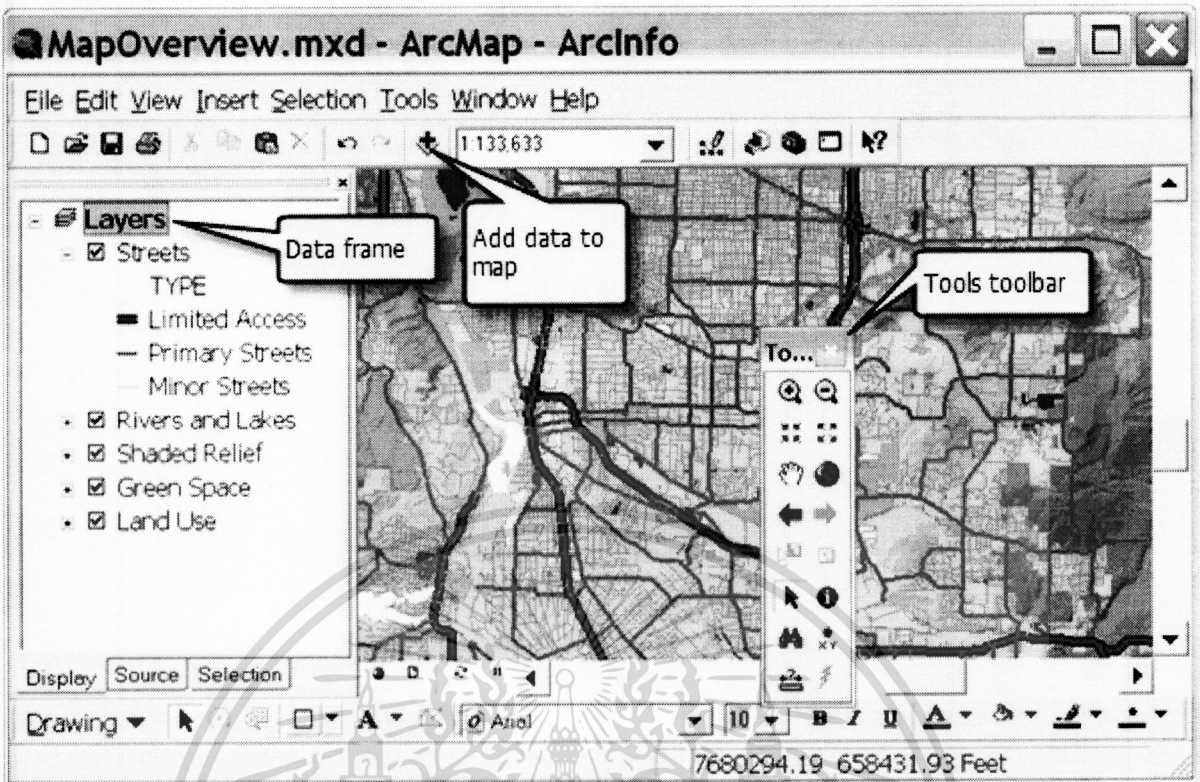 MapOverview.mxd - ArcMap - ArcInfo
File Edit View Insert Selection Tools Window Help
1:133,633
Layers
Streets
TYPE
Limited Access
Primary Streets
Minor Streets
Rivers and Lakes
Shaded Relief
Green Space
Land Use
Data frame
Add data to
map
Tools toolbar
To...
XY
Display Source Selection
Drawing A Arial 10 B I U A
7680294.19 658431.93 Feet